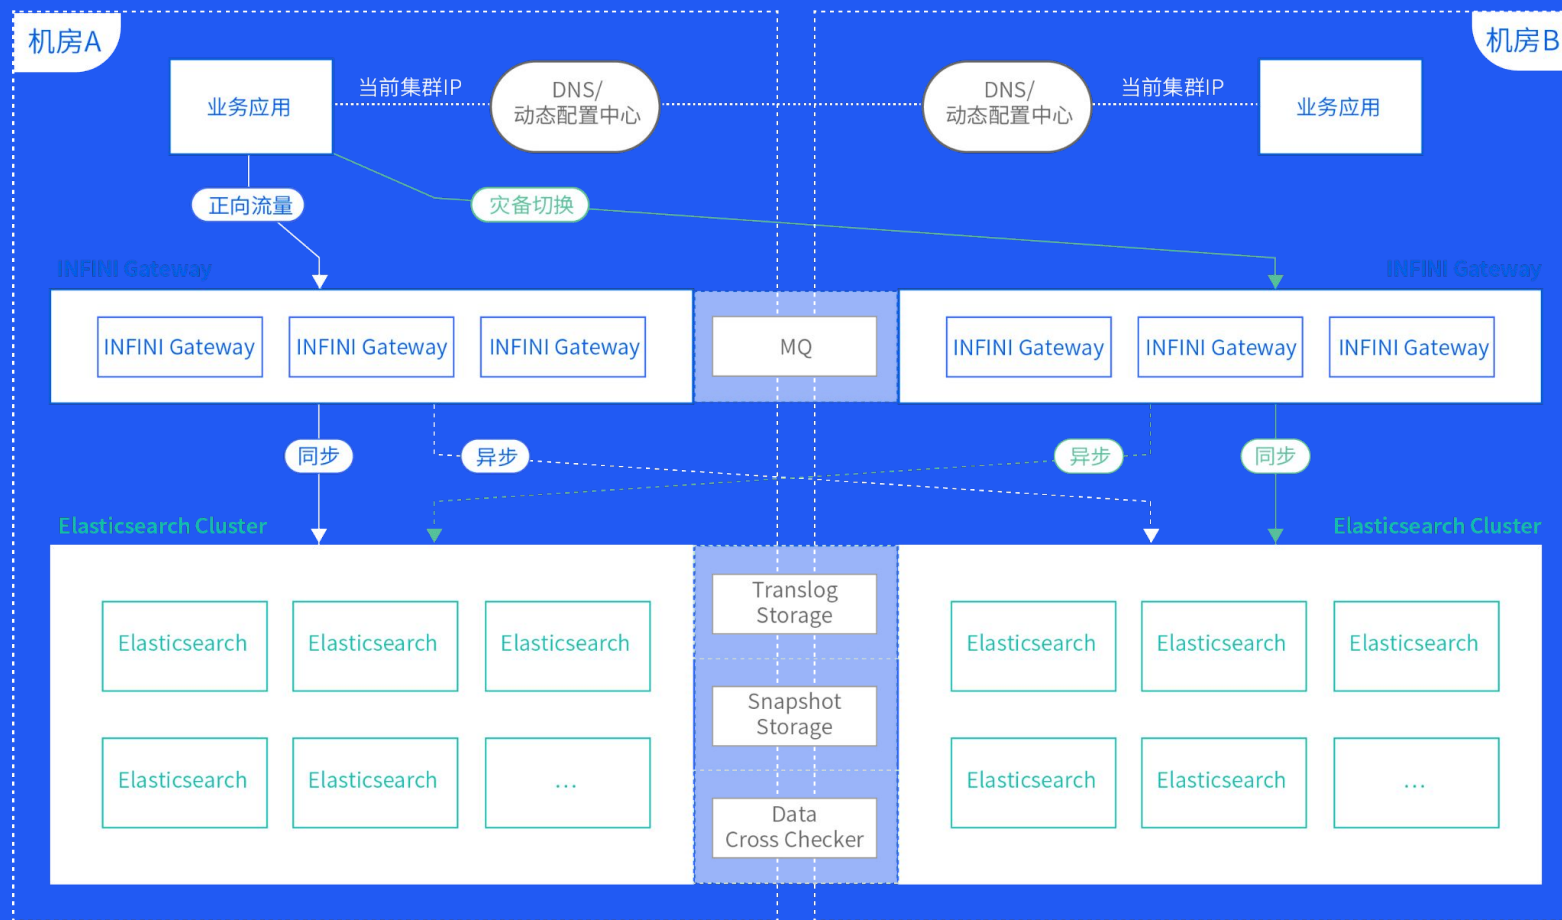 机房A
机房B
业务应用
当前集群IP
DNS/
动态配置中心
DNS/
动态配置中心
当前集群IP
业务应用
正向流量
灾备切换
INFINI Gateway
INFINI Gateway
INFINI Gateway
INFINI Gateway
INFINI Gateway
MQ
INFINI Gateway
INFINI Gateway
INFINI Gateway
同步
异步
异步
同步
Elasticsearch Cluster
Elasticsearch Cluster
Translog
Storage
Elasticsearch
Elasticsearch
Elasticsearch
Elasticsearch
Elasticsearch
Elasticsearch
Snapshot
Storage
Elasticsearch
Elasticsearch
...
Elasticsearch
Elasticsearch
...
Data
Cross Checker